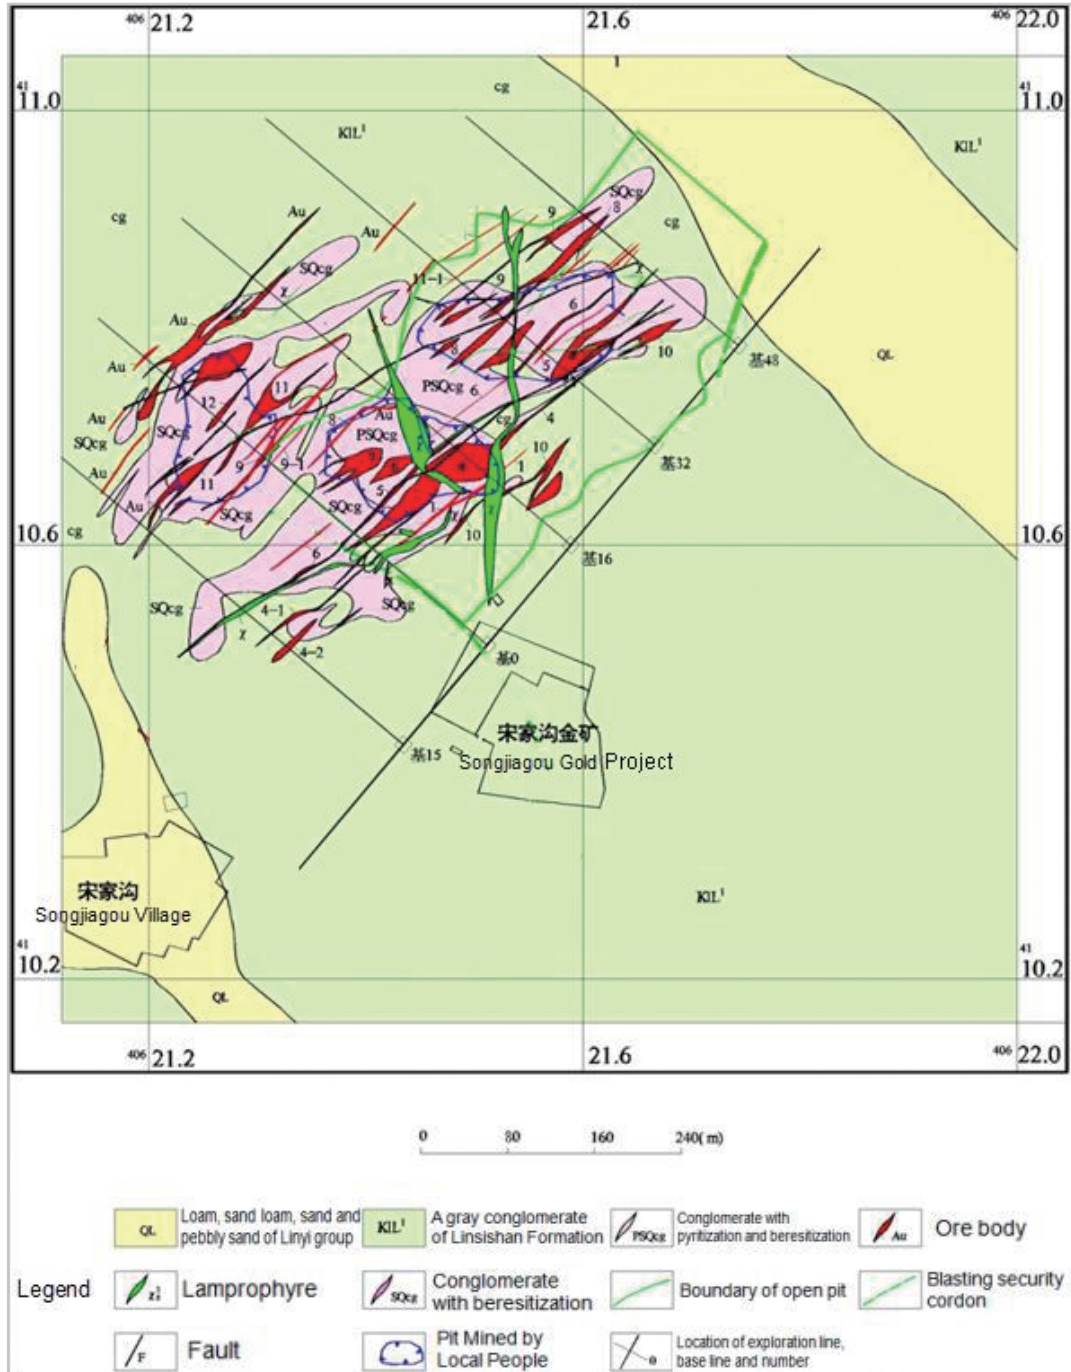 406 21.2 21.6 406 22.0
41 11.0 41 11.0
1
cg
KlL¹
KlL¹
SQcg
8
9
cg
Au
Au
cg
SQcg
χ
11-1
9
χ
6
Au
8
5
10
基48
QL
Au
11
PSQcg
6
12
8
Au
cg
4
Au
SQcg
SQcg
PSQcg
10
基32
Au
9
9-1
1
11
5
Au
SQcg
SQcg
1
χ
cg
10.6
10
10.6
6
基16
SQcg
4-1
SQcg
χ
4-2
基0
宋家沟金矿
基15
Songjiagou Gold Project
宋家沟
Songjiagou Village
KlL¹
41 10.2 41 10.2
QL
406 21.2 21.6 406 22.0
0 80 160 240(m)
QL
Loam, sand loam, sand and
pebbly sand of Linyi group
KlL¹
A gray conglomerate
of Linsishan Formation
PSQcg
Conglomerate with
pyritization and beresitization
Au
Ore body
Legend
Lamprophyre
SQcg
Conglomerate
with beresitization
Boundary of open pit
Blasting security
cordon
F
Fault
Pit Mined by
Local People
0
Location of exploration line,
base line and number